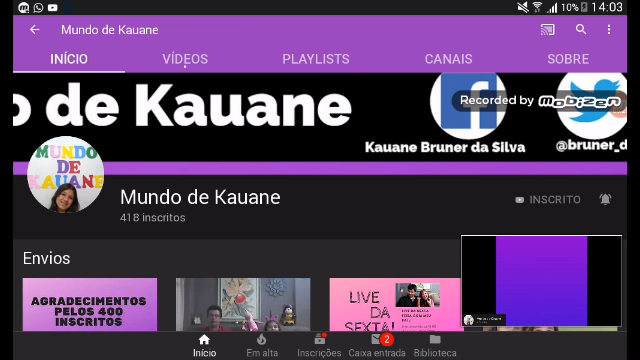 10% 14:03
Mundo de Kauane
INÍCIO VÍDEOS PLAYLISTS CANAIS SOBRE
o de Kauane
Recorded by mobizen
Kauane Bruner da Silva
@bruner_d
MUNDO
DE
KAUANE
Mundo de Kauane
418 inscritos
INSCRITO
Envios
AGRADECIMENTOS
PELOS 400
INSCRITOS
LIVE
DA
SEXTA!
2
Início Em alta Inscrições Caixa entrada Biblioteca